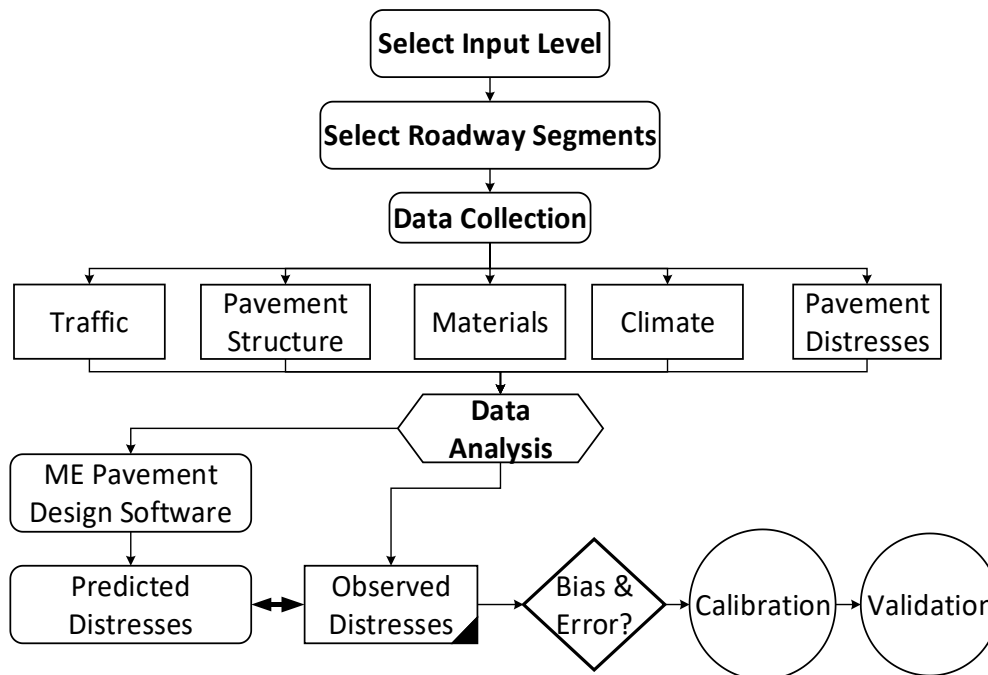 Select Input Level
Select Roadway Segments
Data Collection
Traffic
Pavement
Structure
Materials
Climate
Pavement
Distresses
Data
Analysis
ME Pavement
Design Software
Predicted
Distresses
Observed
Distresses
Bias &
Error?
Calibration
Validation